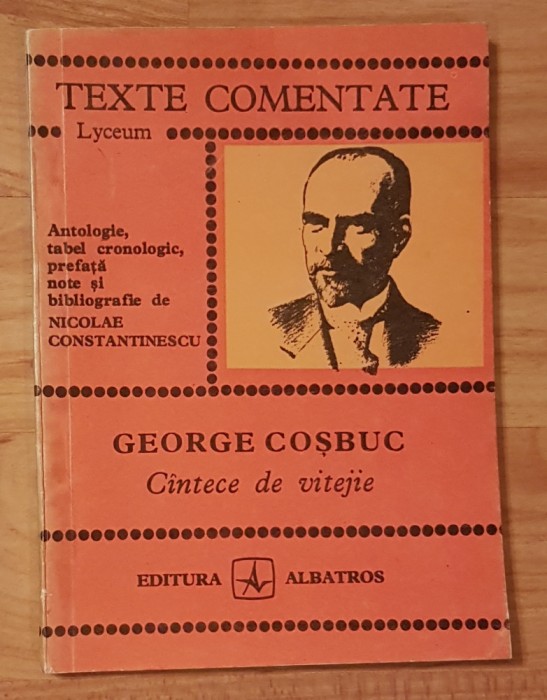 TEXTE COMENTATE
Lyceum
Antologie,
tabel cronologic,
prefață
note și
bibliografie de
NICOLAE
CONSTANTINESCU
GEORGE COȘBUC
Cîntece de vitejie
EDITURA ALBATROS